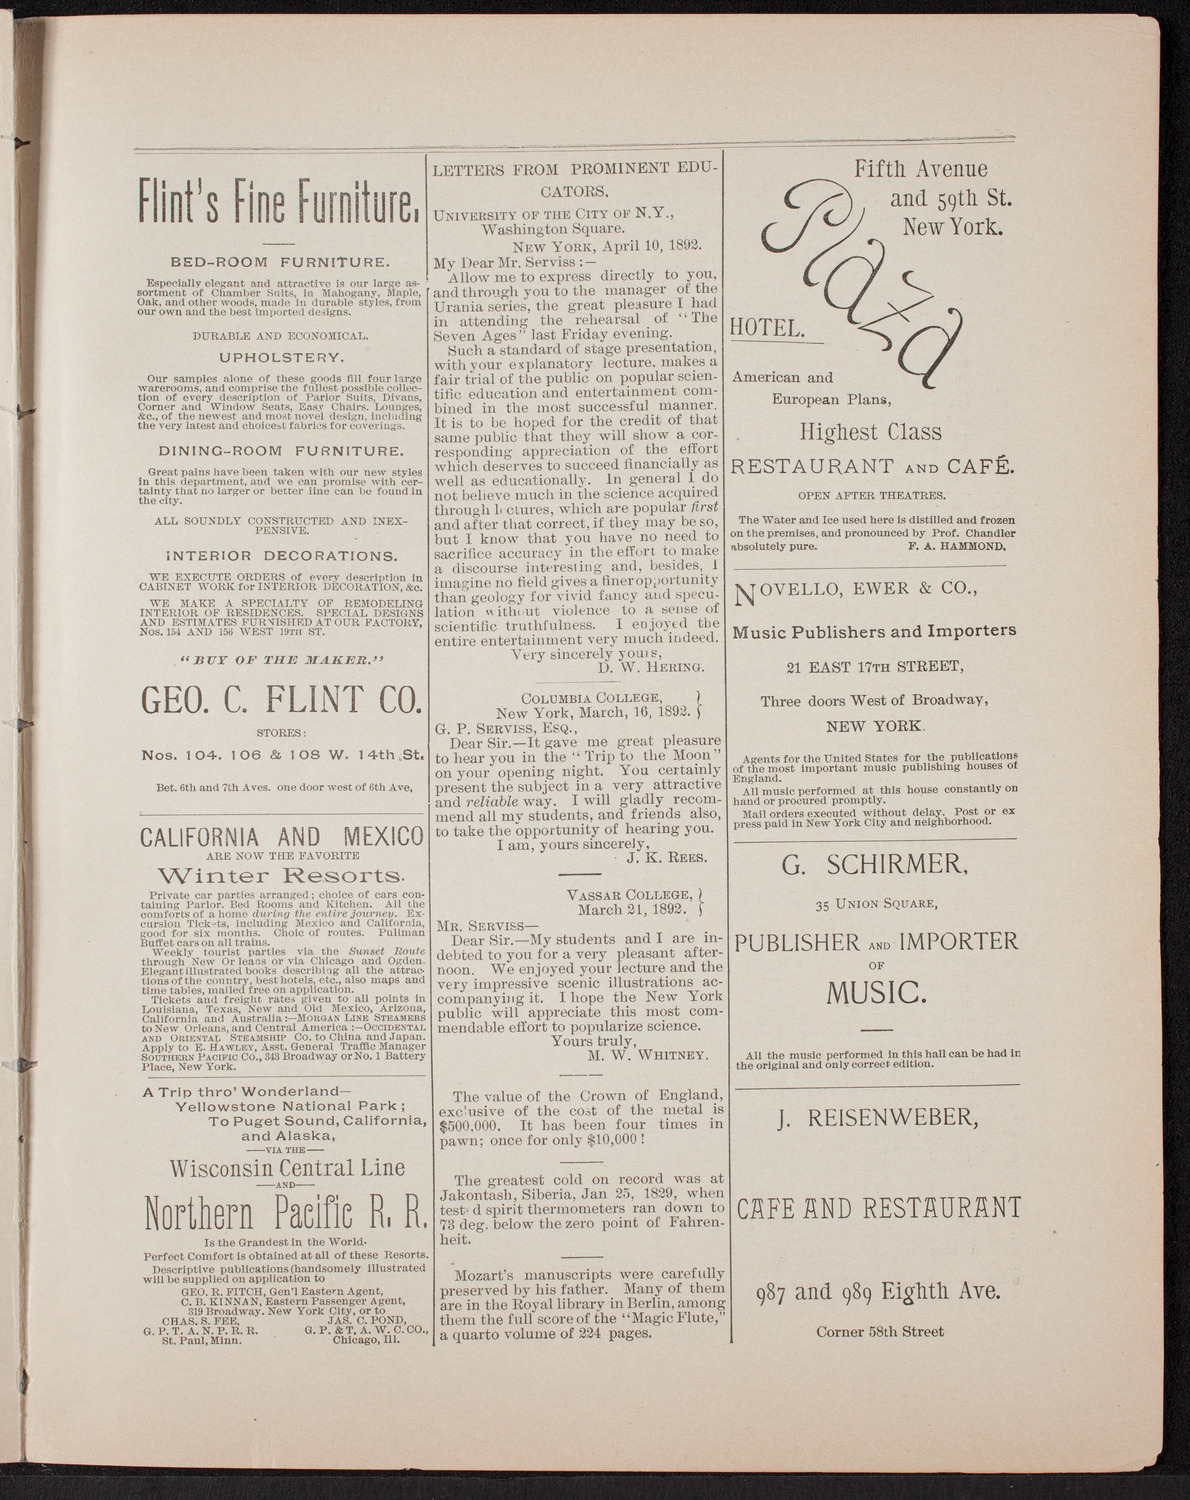 Flint's Fine Furniture.
BED-ROOM FURNITURE.
Especially elegant and attractive is our large as-
sortment of Chamber Suits, in Mahogany, Maple,
Oak, and other woods, made in durable styles, from
our own and the best imported designs.
DURABLE AND ECONOMICAL.
UPHOLSTERY.
Our samples alone of these goods fill four large
warerooms, and comprise the fullest possible collec-
tion of every description of Parlor Suits, Divans,
Corner and Window Seats, Easy Chairs. Lounges,
&c., of the newest and most novel design, including
the very latest and choicest fabrics for coverings.
DINING-ROOM FURNITURE.
Great pains have been taken with our new styles
in this department, and we can promise with cer-
tainty that no larger or better line can be found in
the city.
ALL SOUNDLY CONSTRUCTED AND INEX-
PENSIVE.
INTERIOR DECORATIONS.
WE EXECUTE ORDERS of every description in
CABINET WORK for INTERIOR DECORATION, &c.
WE MAKE A SPECIALTY OF REMODELING
INTERIOR OF RESIDENCES. SPECIAL DESIGNS
AND ESTIMATES FURNISHED AT OUR FACTORY,
Nos. 154 AND 156 WEST 19TH ST.
"BUY OF THE MAKER."
GEO. C. FLINT CO.
STORES:
Nos. 104, 106 & 108 W. 14th St.
Bet. 6th and 7th Aves. one door west of 6th Ave,
CALIFORNIA AND MEXICO
ARE NOW THE FAVORITE
Winter Resorts.
Private car parties arranged; choice of cars con-
taining Parlor. Bed Rooms and Kitchen. All the
comforts of a home during the entire journey. Ex-
cursion Tickets, including Mexico and California,
good for six months. Choic of routes. Pullman
Buffet cars on all trains.
Weekly tourist parties via the Sunset Route
through New Or leans or via Chicago and Ogden.
Elegant illustrated books describing all the attrac-
tions of the country, best hotels, etc., also maps and
time tables, mailed free on application.
Tickets and freight rates given to all points in
Louisiana, Texas, New and Old Mexico, Arizona,
California and Australia:—MORGAN LINE STEAMERS
to New Orleans, and Central America:—OCCIDENTAL
AND ORIENTAL STEAMSHIP CO. to China and Japan.
Apply to E. HAWLEY, Asst. General Traffic Manager
SOUTHERN PACIFIC CO., 343 Broadway or No. 1 Battery
Place, New York.
A Trip thro' Wonderland—
Yellowstone National Park;
To Puget Sound, California,
and Alaska,
—VIA THE—
Wisconsin Central Line
—AND—
Northern Pacific R. R.
Is the Grandest in the World.
Perfect Comfort is obtained at all of these Resorts.
Descriptive publications (handsomely illustrated
will be supplied on application to
GEO. R. FITCH, Gen'l Eastern Agent,
C. B. KINNAN, Eastern Passenger Agent,
319 Broadway. New York City, or to
CHAS. S. FEE, JAS. C. POND,
G. P. T. A. N. P. R. R. G. P. & T. A. W. C. CO.,
St. Paul, Minn. Chicago, Ill.
LETTERS FROM PROMINENT EDU-
CATORS,
UNIVERSITY OF THE CITY OF N.Y.,
Washington Square.
NEW YORK, April 10, 1892.
My Dear Mr. Serviss:—
Allow me to express directly to you,
and through you to the manager of the
Urania series, the great pleasure I had
in attending the rehearsal of "The
Seven Ages" last Friday evening.
Such a standard of stage presentation,
with your explanatory lecture, makes a
fair trial of the public on popular scien-
tific education and entertainment com-
bined in the most successful manner.
It is to be hoped for the credit of that
same public that they will show a cor-
responding appreciation of the effort
which deserves to succeed financially as
well as educationally. In general I do
not believe much in the science acquired
through lectures, which are popular first
and after that correct, if they may be so,
but I know that you have no need to
sacrifice accuracy in the effort to make
a discourse interesting and, besides, I
imagine no field gives a finer opportunity
than geology for vivid fancy and specu-
lation without violence to a sense of
scientific truthfulness. I enjoyed the
entire entertainment very much indeed.
Very sincerely yours,
D. W. HERING.
COLUMBIA COLLEGE, }
New York, March, 16, 1892. }
G. P. SERVISS, ESQ.,
Dear Sir.—It gave me great pleasure
to hear you in the "Trip to the Moon"
on your opening night. You certainly
present the subject in a very attractive
and reliable way. I will gladly recom-
mend all my students, and friends also,
to take the opportunity of hearing you.
I am, yours sincerely,
J. K. REES.
VASSAR COLLEGE, }
March 21, 1892. }
MR. SERVISS—
Dear Sir.—My students and I are in-
debted to you for a very pleasant after-
noon. We enjoyed your lecture and the
very impressive scenic illustrations ac-
companying it. I hope the New York
public will appreciate this most com-
mendable effort to popularize science.
Yours truly,
M. W. WHITNEY.
The value of the Crown of England,
exclusive of the cost of the metal is
$500,000. It has been four times in
pawn; once for only $10,000!
The greatest cold on record was at
Jakontash, Siberia, Jan 25, 1829, when
tested spirit thermometers ran down to
73 deg. below the zero point of Fahren-
heit.
Mozart's manuscripts were carefully
preserved by his father. Many of them
are in the Royal library in Berlin, among
them the full score of the "Magic Flute,"
a quarto volume of 224 pages.
Fifth Avenue
and 59th St.
New York.
Plaza
HOTEL.
American and
European Plans,
Highest Class
RESTAURANT AND CAFÉ.
OPEN AFTER THEATRES.
The Water and Ice used here is distilled and frozen
on the premises, and pronounced by Prof. Chandler
absolutely pure. F. A. HAMMOND.
NOVELLO, EWER & CO.,
Music Publishers and Importers
21 EAST 17TH STREET,
Three doors West of Broadway,
NEW YORK.
Agents for the United States for the publications
of the most important music publishing houses of
England.
All music performed at this house constantly on
hand or procured promptly.
Mail orders executed without delay. Post or ex
press paid in New York City and neighborhood.
G. SCHIRMER,
35 UNION SQUARE,
PUBLISHER AND IMPORTER
OF
MUSIC.
All the music performed in this hall can be had in
the original and only correct edition.
J. REISENWEBER,
CAFE AND RESTAURANT
987 and 989 Eighth Ave.
Corner 58th Street